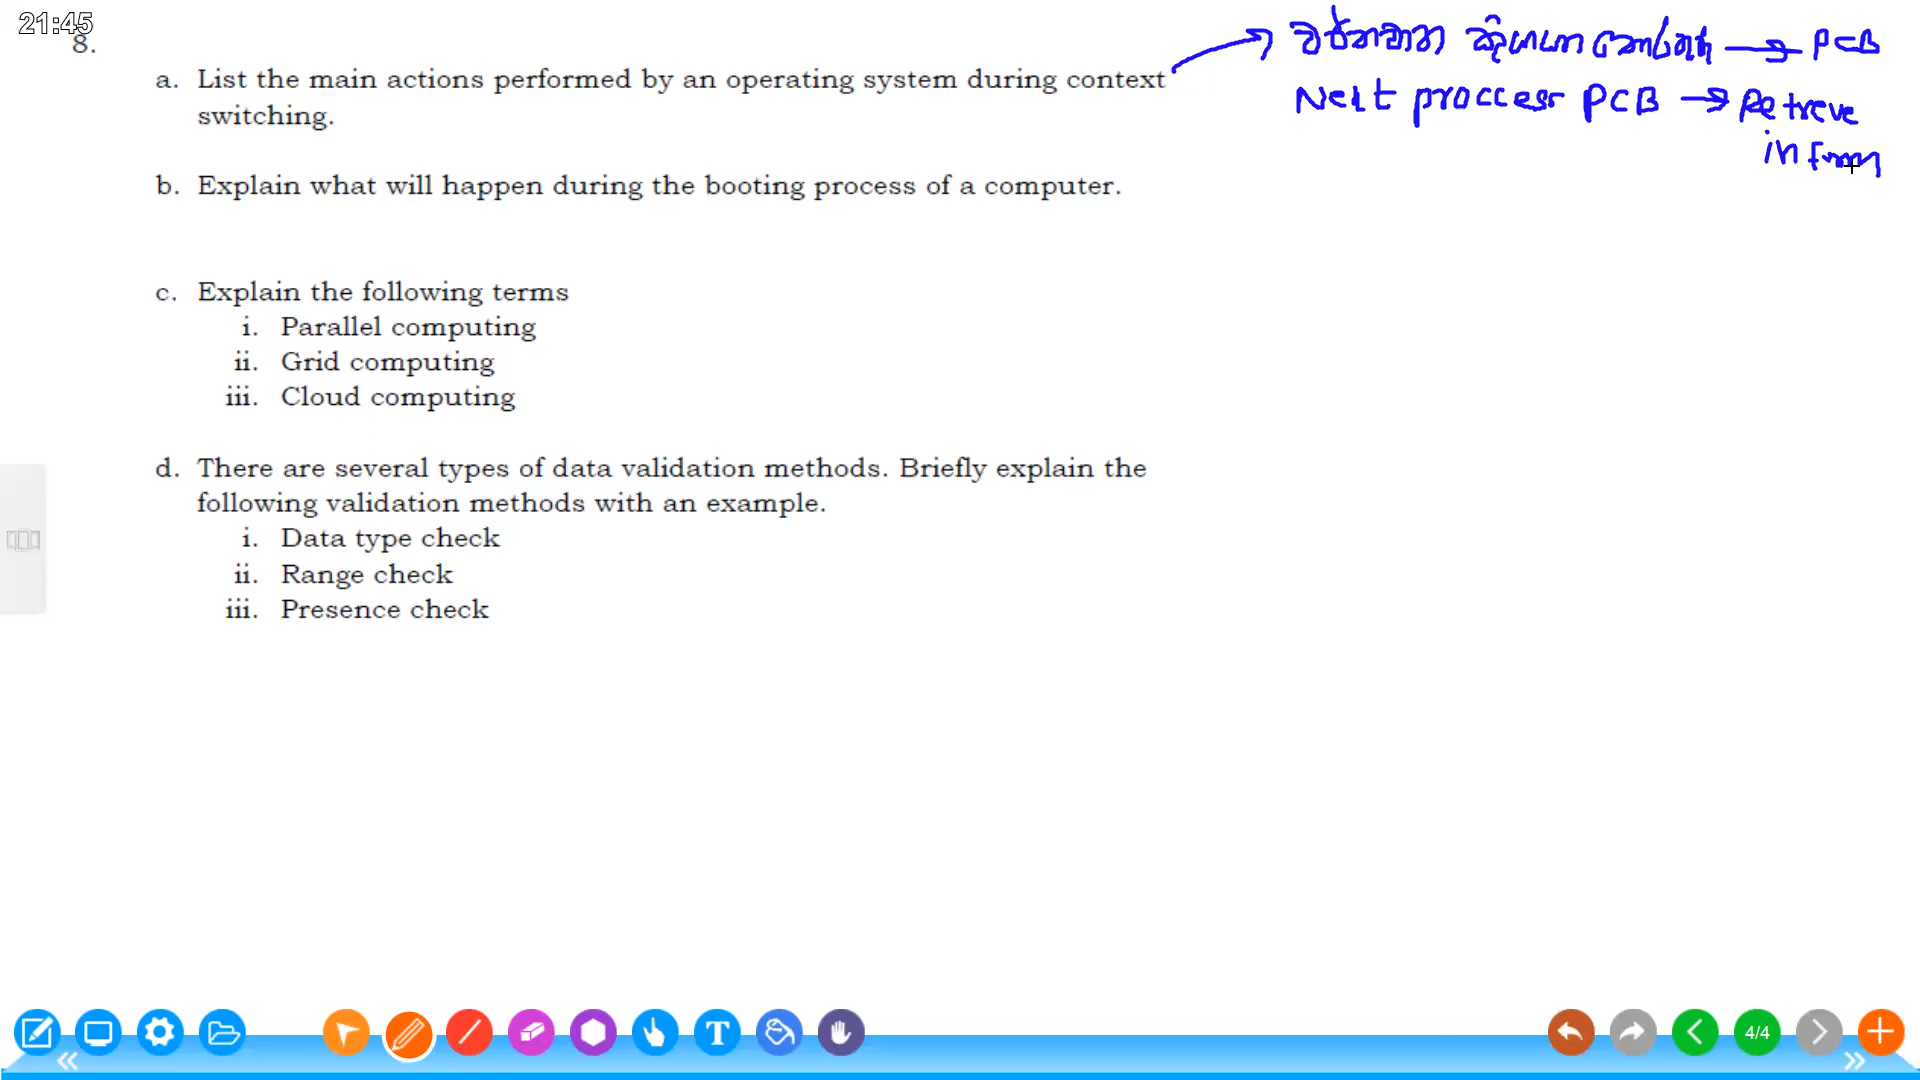 21:45
8.
a. List the main actions performed by an operating system during context
switching.
b. Explain what will happen during the booting process of a computer.
c. Explain the following terms
i. Parallel computing
ii. Grid computing
iii. Cloud computing
d. There are several types of data validation methods. Briefly explain the
following validation methods with an example.
i. Data type check
ii. Range check
iii. Presence check
→ PCB
Next proccess PCB → Retreve
T
4/4